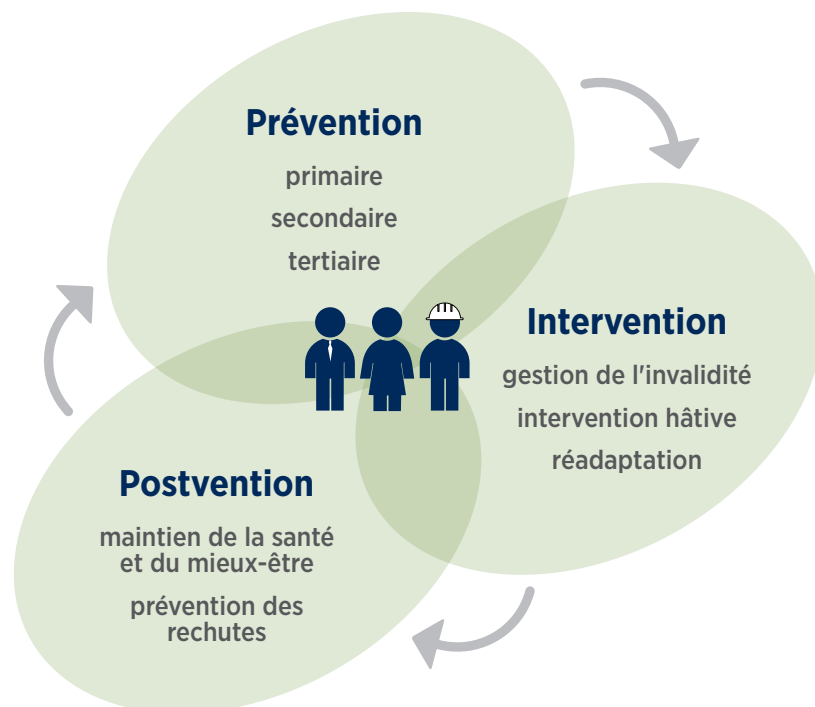 Prévention
primaire
secondaire
tertiaire
Intervention
gestion de l'invalidité
intervention hâtive
réadaptation
Postvention
maintien de la santé
et du mieux-être
prévention des
rechutes